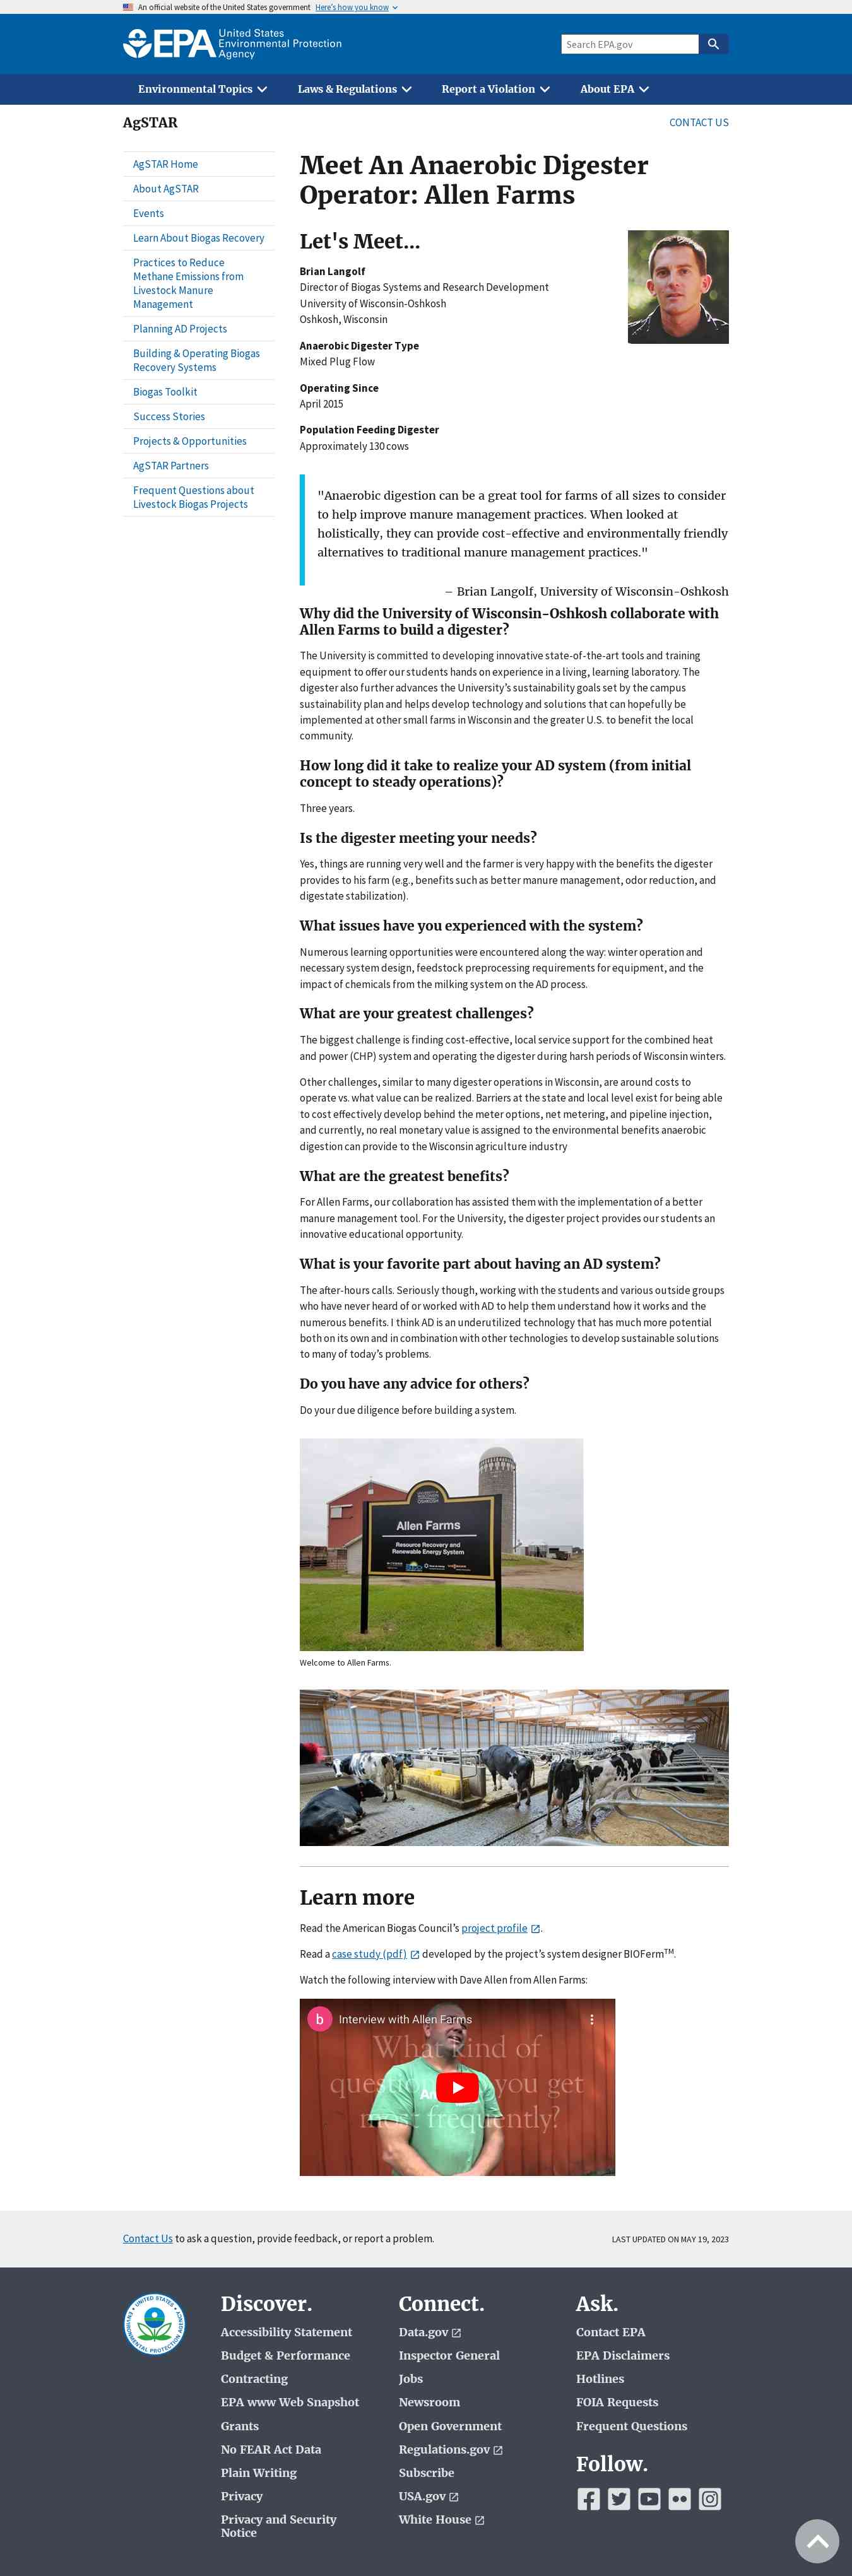 An official website of the United States government Here's how you know
EPA United States
Environmental Protection
Agency
Search EPA.gov
Environmental Topics Laws & Regulations Report a Violation About EPA
AgSTAR
CONTACT US
AgSTAR Home
About AgSTAR
Events
Learn About Biogas Recovery
Practices to Reduce
Methane Emissions from
Livestock Manure
Management
Planning AD Projects
Building & Operating Biogas
Recovery Systems
Biogas Toolkit
Success Stories
Projects & Opportunities
AgSTAR Partners
Frequent Questions about
Livestock Biogas Projects
Meet An Anaerobic Digester
Operator: Allen Farms
Let's Meet...
Brian Langolf
Director of Biogas Systems and Research Development
University of Wisconsin-Oshkosh
Oshkosh, Wisconsin
Anaerobic Digester Type
Mixed Plug Flow
Operating Since
April 2015
Population Feeding Digester
Approximately 130 cows
"Anaerobic digestion can be a great tool for farms of all sizes to consider
to help improve manure management practices. When looked at
holistically, they can provide cost-effective and environmentally friendly
alternatives to traditional manure management practices."
– Brian Langolf, University of Wisconsin-Oshkosh
Why did the University of Wisconsin-Oshkosh collaborate with
Allen Farms to build a digester?
The University is committed to developing innovative state-of-the-art tools and training
equipment to offer our students hands on experience in a living, learning laboratory. The
digester also further advances the University's sustainability goals set by the campus
sustainability plan and helps develop technology and solutions that can hopefully be
implemented at other small farms in Wisconsin and the greater U.S. to benefit the local
community.
How long did it take to realize your AD system (from initial
concept to steady operations)?
Three years.
Is the digester meeting your needs?
Yes, things are running very well and the farmer is very happy with the benefits the digester
provides to his farm (e.g., benefits such as better manure management, odor reduction, and
digestate stabilization).
What issues have you experienced with the system?
Numerous learning opportunities were encountered along the way: winter operation and
necessary system design, feedstock preprocessing requirements for equipment, and the
impact of chemicals from the milking system on the AD process.
What are your greatest challenges?
The biggest challenge is finding cost-effective, local service support for the combined heat
and power (CHP) system and operating the digester during harsh periods of Wisconsin winters.
Other challenges, similar to many digester operations in Wisconsin, are around costs to
operate vs. what value can be realized. Barriers at the state and local level exist for being able
to cost effectively develop behind the meter options, net metering, and pipeline injection,
and currently, no real monetary value is assigned to the environmental benefits anaerobic
digestion can provide to the Wisconsin agriculture industry
What are the greatest benefits?
For Allen Farms, our collaboration has assisted them with the implementation of a better
manure management tool. For the University, the digester project provides our students an
innovative educational opportunity.
What is your favorite part about having an AD system?
The after-hours calls. Seriously though, working with the students and various outside groups
who have never heard of or worked with AD to help them understand how it works and the
numerous benefits. I think AD is an underutilized technology that has much more potential
both on its own and in combination with other technologies to develop sustainable solutions
to many of today's problems.
Do you have any advice for others?
Do your due diligence before building a system.
Allen Farms
Resource Recovery and
Renewable Energy System
Welcome to Allen Farms.
Learn more
Read the American Biogas Council's project profile.
Read a case study (pdf) developed by the project's system designer BIOFerm™.
Watch the following interview with Dave Allen from Allen Farms:
b Interview with Allen Farms
What kind of
you get
most frequently?
Contact Us to ask a question, provide feedback, or report a problem.
LAST UPDATED ON MAY 19, 2023
Discover.
Accessibility Statement
Budget & Performance
Contracting
EPA www Web Snapshot
Grants
No FEAR Act Data
Plain Writing
Privacy
Privacy and Security
Notice
Connect.
Data.gov
Inspector General
Jobs
Newsroom
Open Government
Regulations.gov
Subscribe
USA.gov
White House
Ask.
Contact EPA
EPA Disclaimers
Hotlines
FOIA Requests
Frequent Questions
Follow.